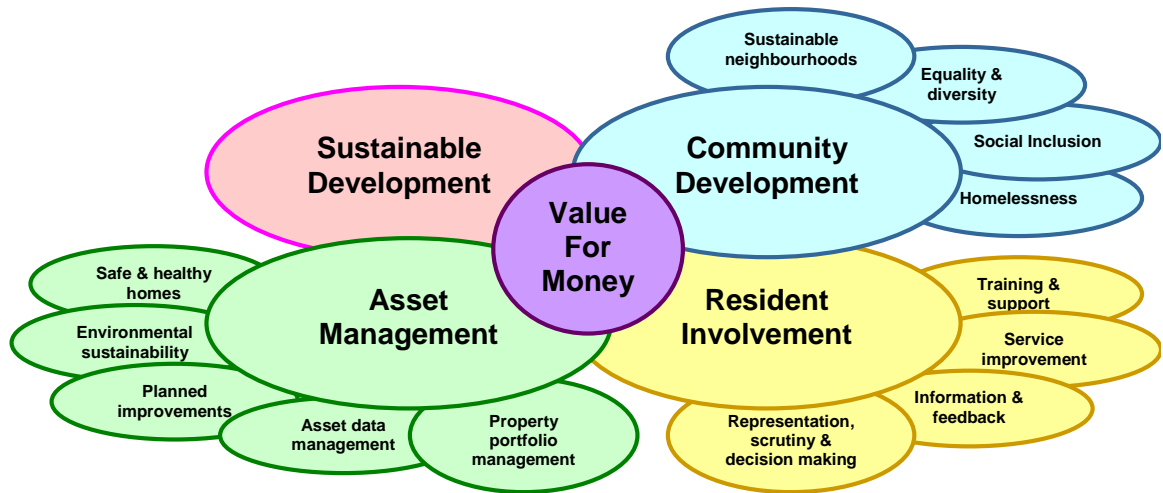 Sustainable
neighbourhoods
Equality &
diversity
Social Inclusion
Homelessness
Sustainable
Development
Community
Development
Value
For
Money
Safe & healthy
homes
Environmental
sustainability
Planned
improvements
Asset data
management
Property
portfolio
management
Asset
Management
Resident
Involvement
Training &
support
Service
improvement
Information &
feedback
Representation,
scrutiny &
decision making